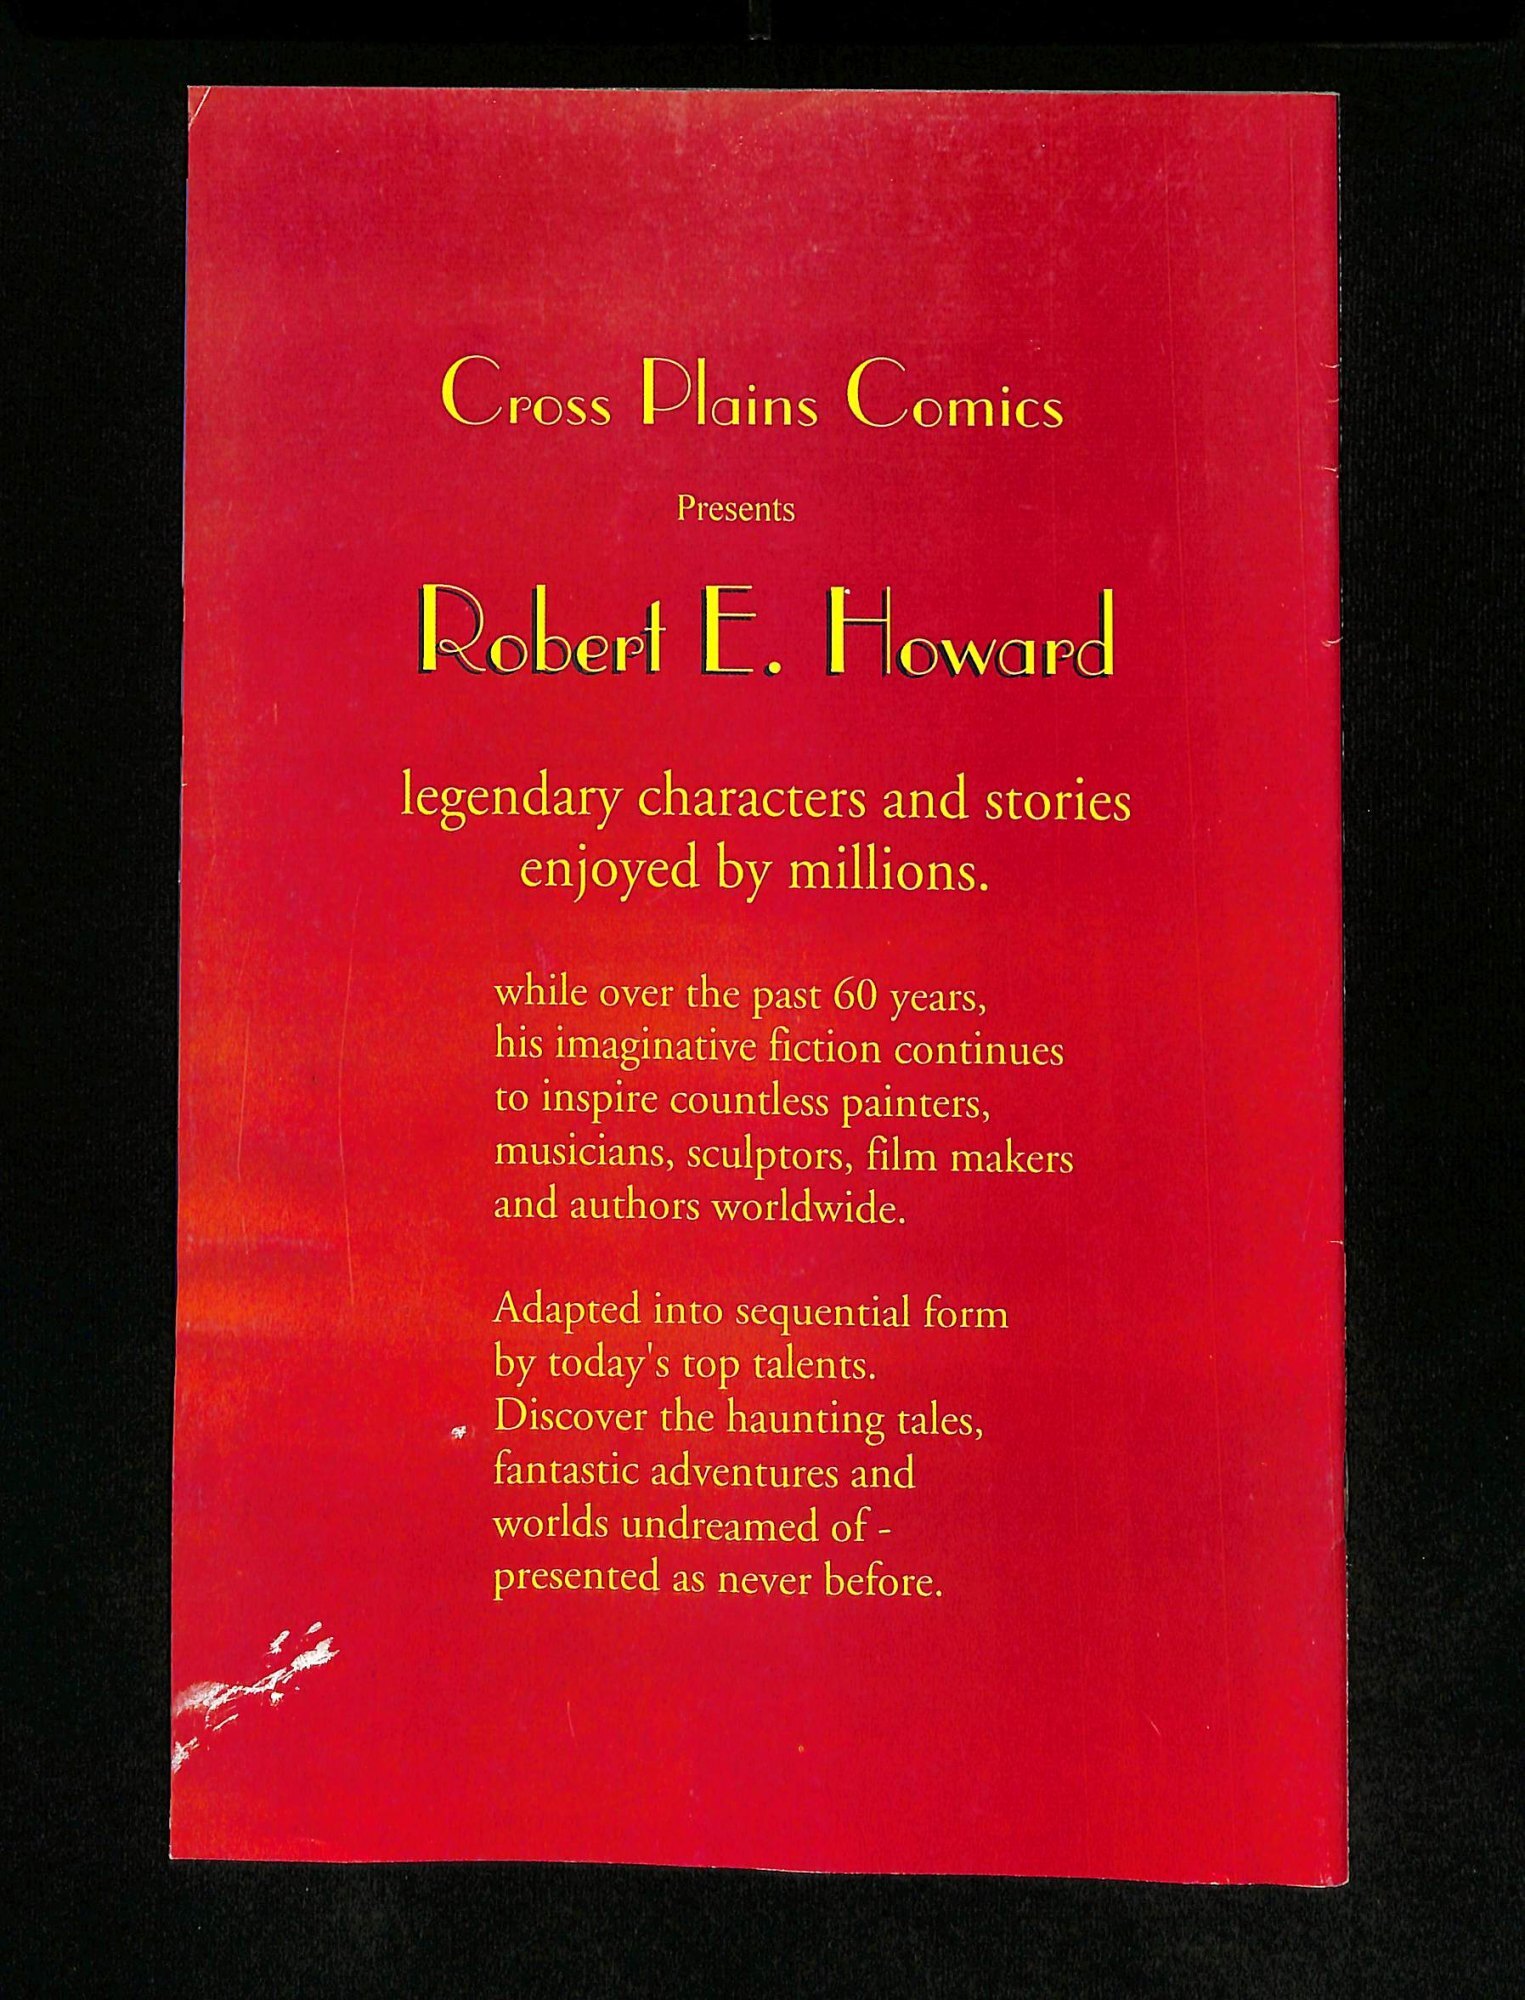 Cross Plains Comics
Presents
Robert E. Howard
legendary characters and stories
enjoyed by millions.
while over the past 60 years,
his imaginative fiction continues
to inspire countless painters,
musicians, sculptors, film makers
and authors worldwide.
Adapted into sequential form
by today's top talents.
Discover the haunting tales,
fantastic adventures and
worlds undreamed of -
presented as never before.